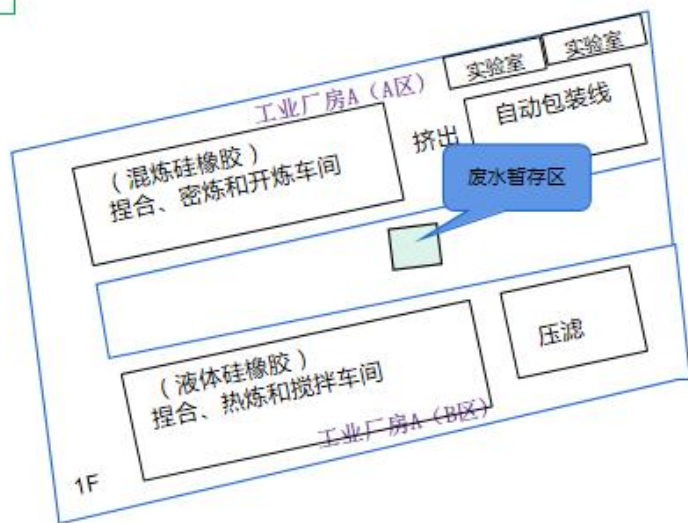 实验室
实验室
工业厂房A（A区）
自动包装线
挤出
（混炼硅橡胶）
捏合、密炼和开炼车间
废水暂存区
压滤
（液体硅橡胶）
捏合、热炼和搅拌车间
工业厂房A（B区）
1F